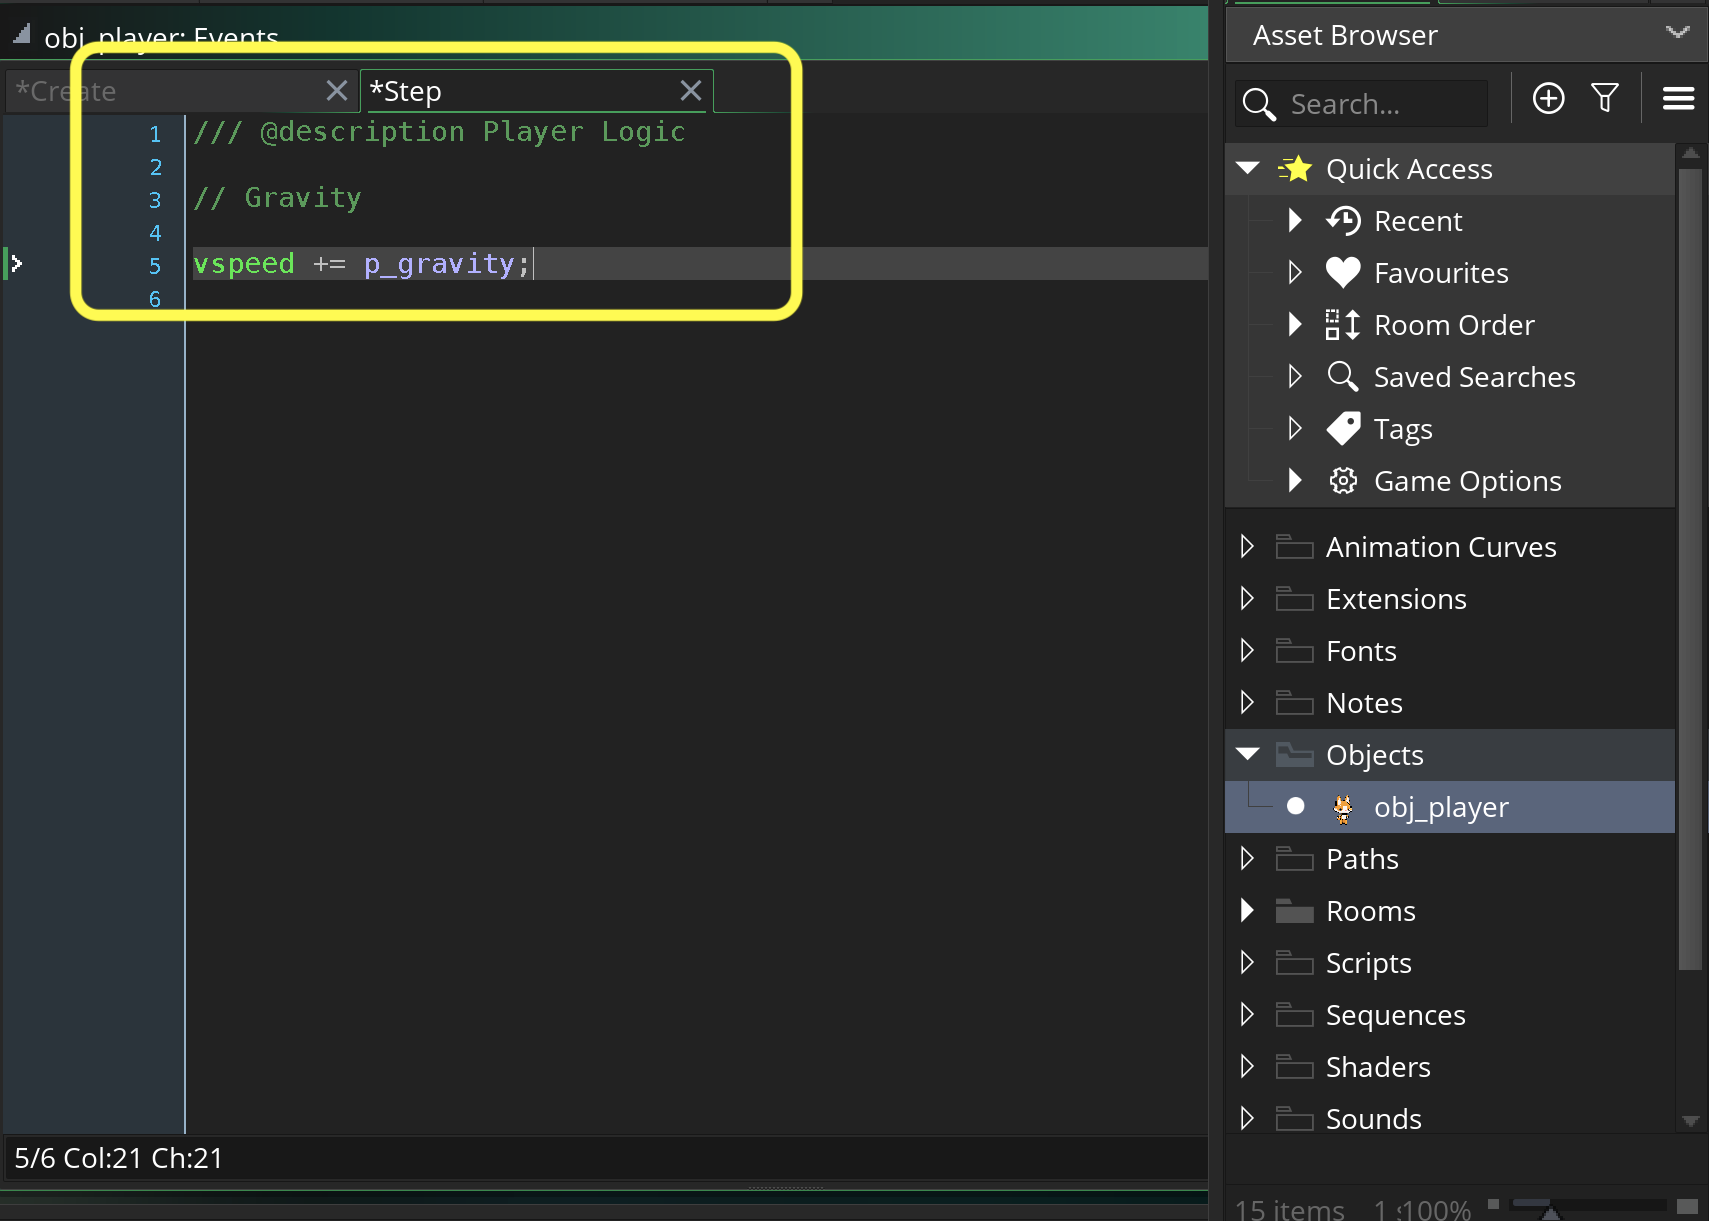 obj_player: Events
*Create
*Step
1 /// @description Player Logic
2
3 // Gravity
4
5 vspeed += p_gravity;
6
5/6 Col:21 Ch:21
Asset Browser
Search...
Quick Access
Recent
Favourites
Room Order
Saved Searches
Tags
Game Options
Animation Curves
Extensions
Fonts
Notes
Objects
obj_player
Paths
Rooms
Scripts
Sequences
Shaders
Sounds
15 items 1 100%